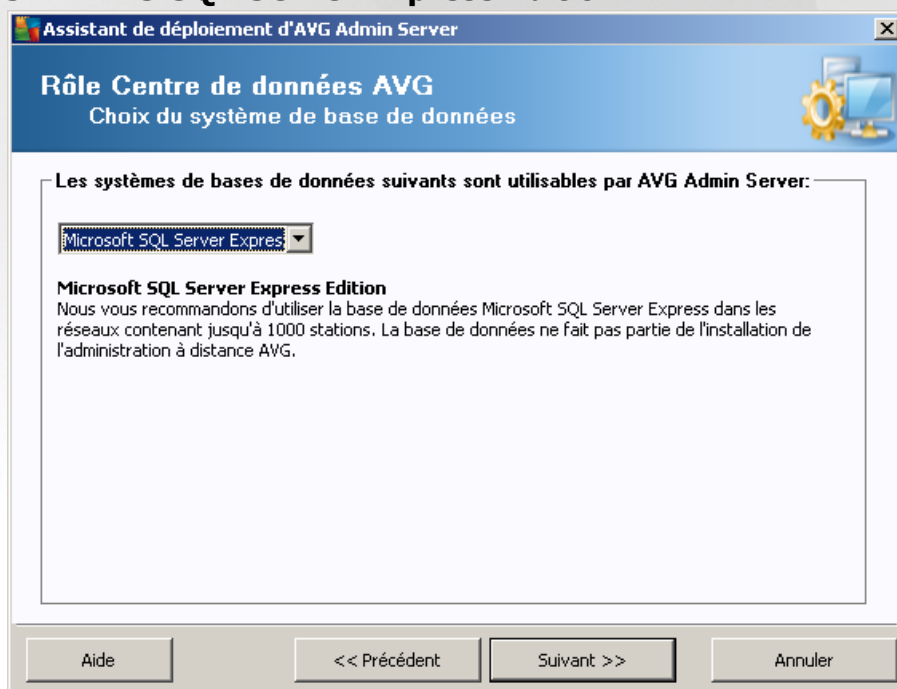 Assistant de déploiement d'AVG Admin Server
Rôle Centre de données AVG
Choix du système de base de données
Les systèmes de bases de données suivants sont utilisables par AVG Admin Server:
Microsoft SQL Server Expres
Microsoft SQL Server Express Edition
Nous vous recommandons d'utiliser la base de données Microsoft SQL Server Express dans les
réseaux contenant jusqu'à 1000 stations. La base de données ne fait pas partie de l'installation de
l'administration à distance AVG.
Aide
<< Précédent
Suivant >>
Annuler